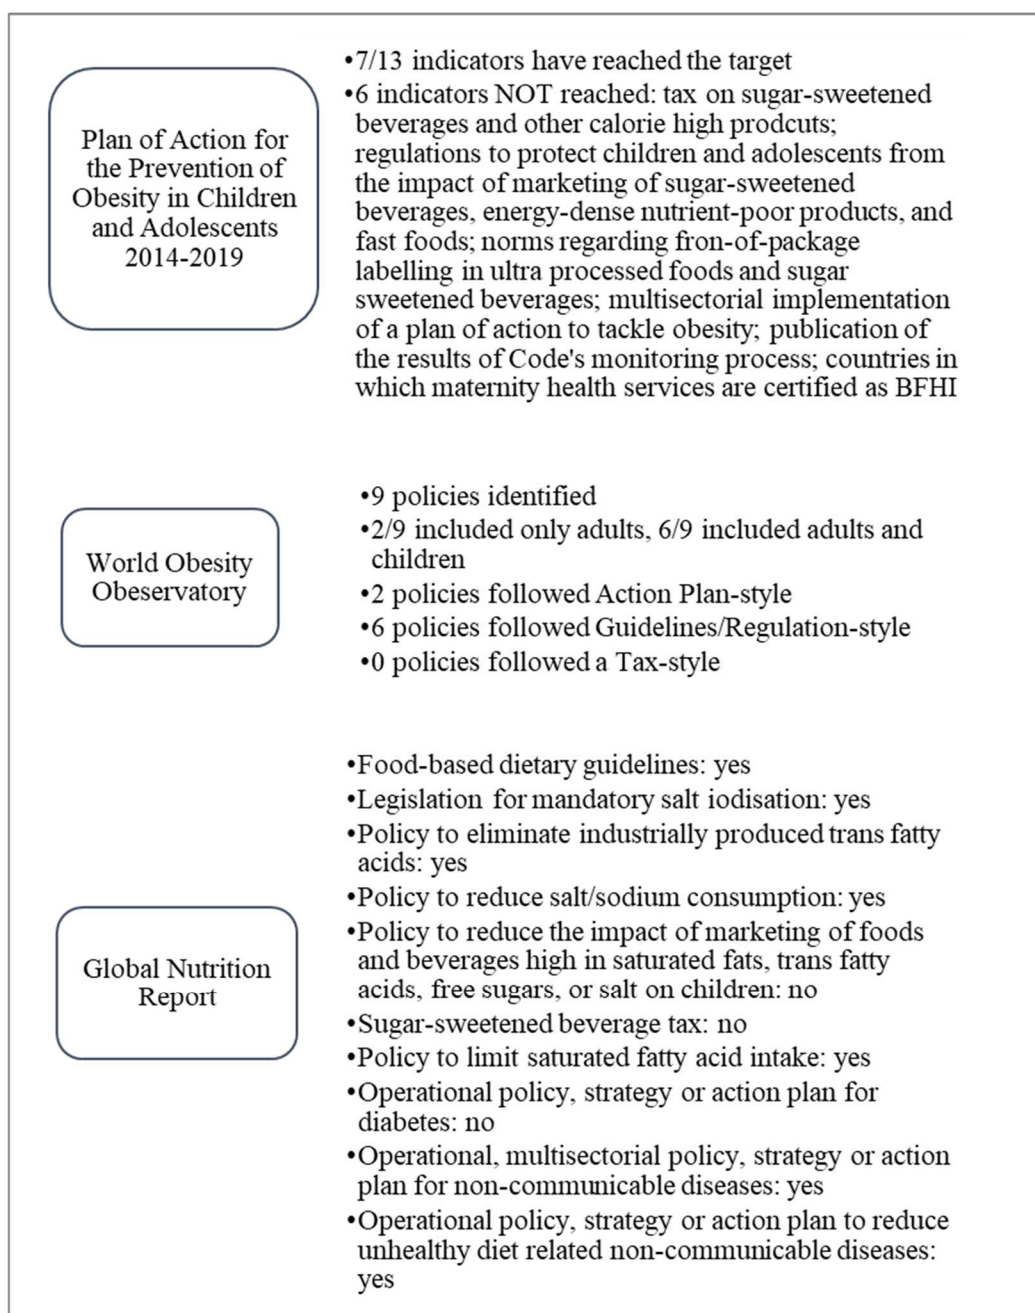 Plan of Action for
the Prevention of
Obesity in Children
and Adolescents
2014-2019
•7/13 indicators have reached the target
•6 indicators NOT reached: tax on sugar-sweetened
beverages and other calorie high prodcuts;
regulations to protect children and adolescents from
the impact of marketing of sugar-sweetened
beverages, energy-dense nutrient-poor products, and
fast foods; norms regarding fron-of-package
labelling in ultra processed foods and sugar
sweetened beverages; multisectorial implementation
of a plan of action to tackle obesity; publication of
the results of Code's monitoring process; countries in
which maternity health services are certified as BFHI
World Obesity
Obeservatory
•9 policies identified
•2/9 included only adults, 6/9 included adults and
children
•2 policies followed Action Plan-style
•6 policies followed Guidelines/Regulation-style
•0 policies followed a Tax-style
Global Nutrition
Report
•Food-based dietary guidelines: yes
•Legislation for mandatory salt iodisation: yes
•Policy to eliminate industrially produced trans fatty
acids: yes
•Policy to reduce salt/sodium consumption: yes
•Policy to reduce the impact of marketing of foods
and beverages high in saturated fats, trans fatty
acids, free sugars, or salt on children: no
•Sugar-sweetened beverage tax: no
•Policy to limit saturated fatty acid intake: yes
•Operational policy, strategy or action plan for
diabetes: no
•Operational, multisectorial policy, strategy or action
plan for non-communicable diseases: yes
•Operational policy, strategy or action plan to reduce
unhealthy diet related non-communicable diseases:
yes